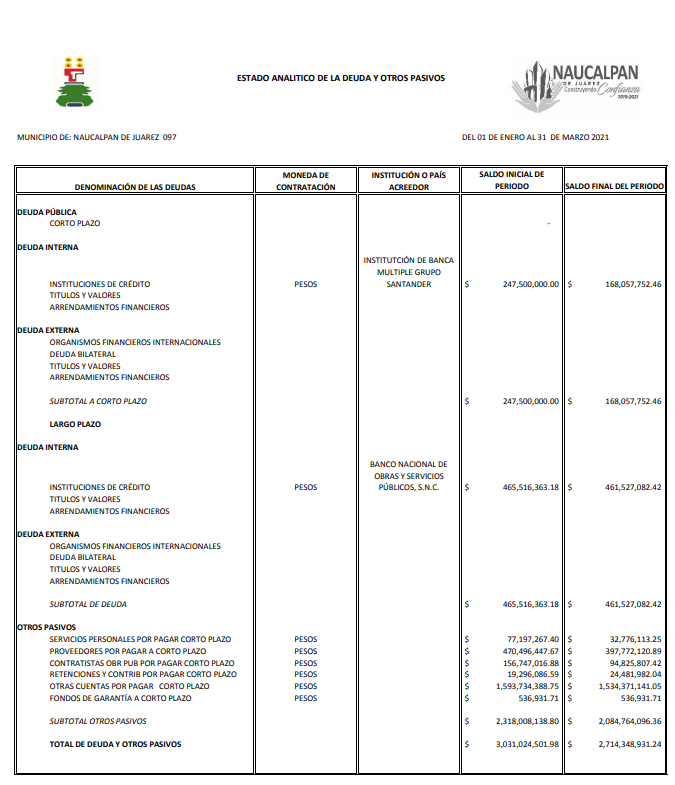 ESTADO ANALITICO DE LA DEUDA Y OTROS PASIVOS
NAUCALPAN
DE JUÁREZ
Construyendo Confianza
2019-2021
MUNICIPIO DE: NAUCALPAN DE JUAREZ 097 DEL 01 DE ENERO AL 31 DE MARZO 2021
DENOMINACIÓN DE LAS DEUDAS MONEDA DE CONTRATACIÓN INSTITUCIÓN O PAÍS ACREEDOR SALDO INICIAL DE PERIODO SALDO FINAL DEL PERIODO
DEUDA PÚBLICA
CORTO PLAZO -
DEUDA INTERNA
INSTITUTCIÓN DE BANCA
MULTIPLE GRUPO
INSTITUCIONES DE CRÉDITO PESOS SANTANDER $ 247,500,000.00 $ 168,057,752.46
TITULOS Y VALORES
ARRENDAMIENTOS FINANCIEROS
DEUDA EXTERNA
ORGANISMOS FINANCIEROS INTERNACIONALES
DEUDA BILATERAL
TITULOS Y VALORES
ARRENDAMIENTOS FINANCIEROS
SUBTOTAL A CORTO PLAZO $ 247,500,000.00 $ 168,057,752.46
LARGO PLAZO
DEUDA INTERNA
BANCO NACIONAL DE
OBRAS Y SERVICIOS
INSTITUCIONES DE CRÉDITO PESOS PÚBLICOS, S.N.C. $ 465,516,363.18 $ 461,527,082.42
TITULOS Y VALORES
ARRENDAMIENTOS FINANCIEROS
DEUDA EXTERNA
ORGANISMOS FINANCIEROS INTERNACIONALES
DEUDA BILATERAL
TITULOS Y VALORES
ARRENDAMIENTOS FINANCIEROS
SUBTOTAL DE DEUDA $ 465,516,363.18 $ 461,527,082.42
OTROS PASIVOS
SERVICIOS PERSONALES POR PAGAR CORTO PLAZO PESOS $ 77,197,267.40 $ 32,776,113.25
PROVEEDORES POR PAGAR A CORTO PLAZO PESOS $ 470,496,447.67 $ 397,772,120.89
CONTRATISTAS OBR PUB POR PAGAR CORTO PLAZO PESOS $ 156,747,016.88 $ 94,825,807.42
RETENCIONES Y CONTRIB POR PAGAR CORTO PLAZO PESOS $ 19,296,086.59 $ 24,481,982.04
OTRAS CUENTAS POR PAGAR CORTO PLAZO PESOS $ 1,593,734,388.75 $ 1,534,371,141.05
FONDOS DE GARANTÍA A CORTO PLAZO PESOS $ 536,931.71 $ 536,931.71
SUBTOTAL OTROS PASIVOS $ 2,318,008,138.80 $ 2,084,764,096.36
TOTAL DE DEUDA Y OTROS PASIVOS $ 3,031,024,501.98 $ 2,714,348,931.24